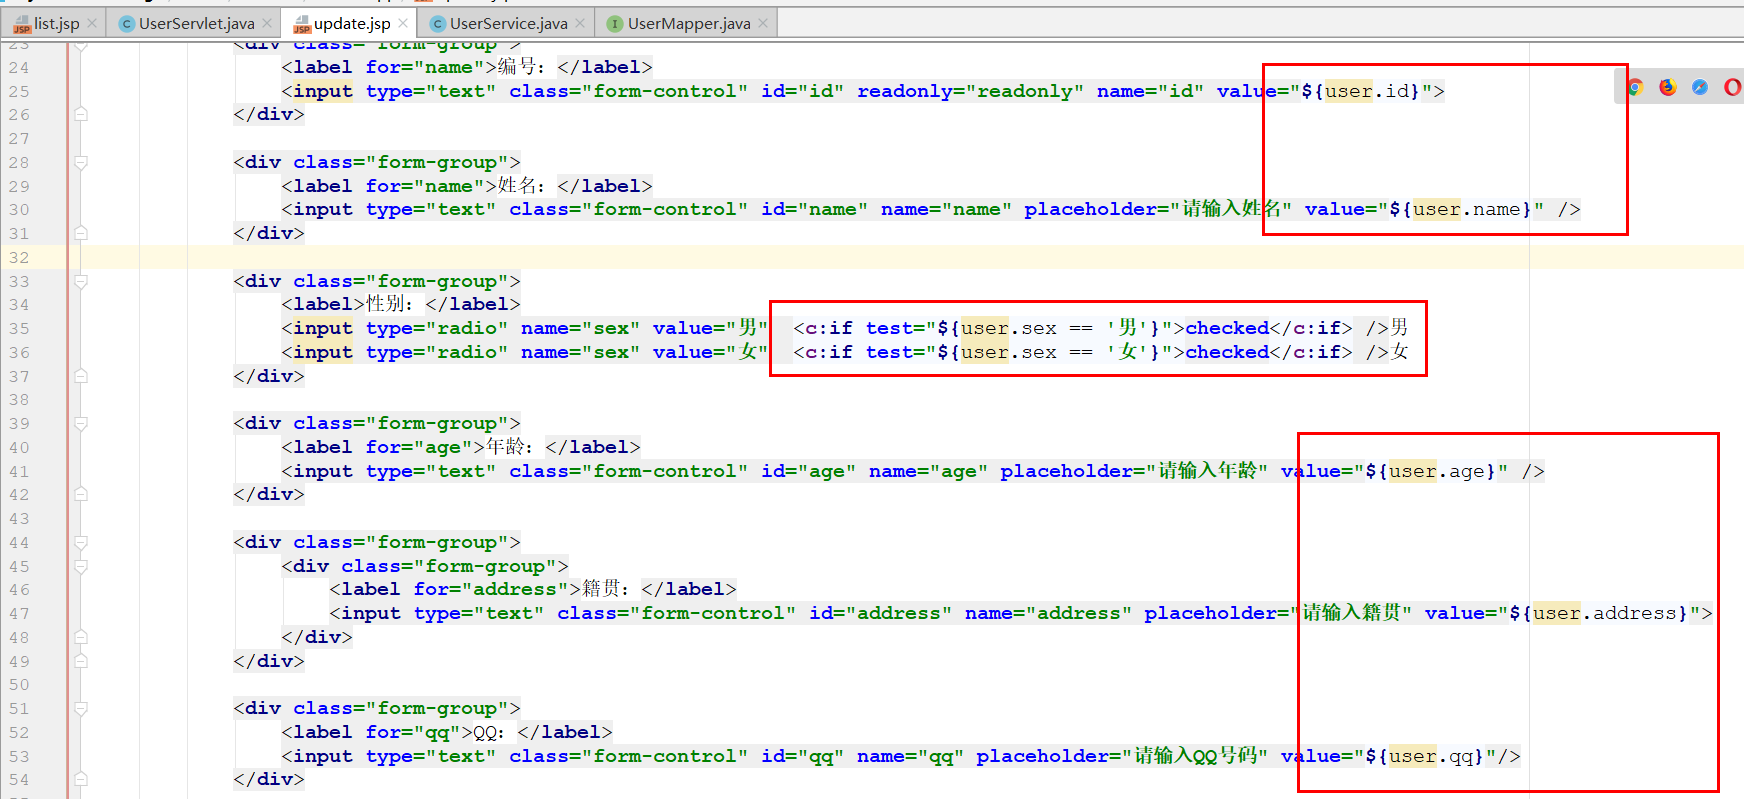 list.jsp UserServlet.java update.jsp UserService.java UserMapper.java
23 <div class="form-group">
24 <label for="name">编号：</label>
25 <input type="text" class="form-control" id="id" readonly="readonly" name="id" value="${user.id}">
26 </div>
27
28 <div class="form-group">
29 <label for="name">姓名：</label>
30 <input type="text" class="form-control" id="name" name="name" placeholder="请输入姓名" value="${user.name}" />
31 </div>
32
33 <div class="form-group">
34 <label>性别：</label>
35 <input type="radio" name="sex" value="男" <c:if test="${user.sex == '男'}">checked</c:if> />男
36 <input type="radio" name="sex" value="女" <c:if test="${user.sex == '女'}">checked</c:if> />女
37 </div>
38
39 <div class="form-group">
40 <label for="age">年龄：</label>
41 <input type="text" class="form-control" id="age" name="age" placeholder="请输入年龄" value="${user.age}" />
42 </div>
43
44 <div class="form-group">
45 <div class="form-group">
46 <label for="address">籍贯：</label>
47 <input type="text" class="form-control" id="address" name="address" placeholder="请输入籍贯" value="${user.address}">
48 </div>
49 </div>
50
51 <div class="form-group">
52 <label for="qq">QQ：</label>
53 <input type="text" class="form-control" id="qq" name="qq" placeholder="请输入QQ号码" value="${user.qq}"/>
54 </div>